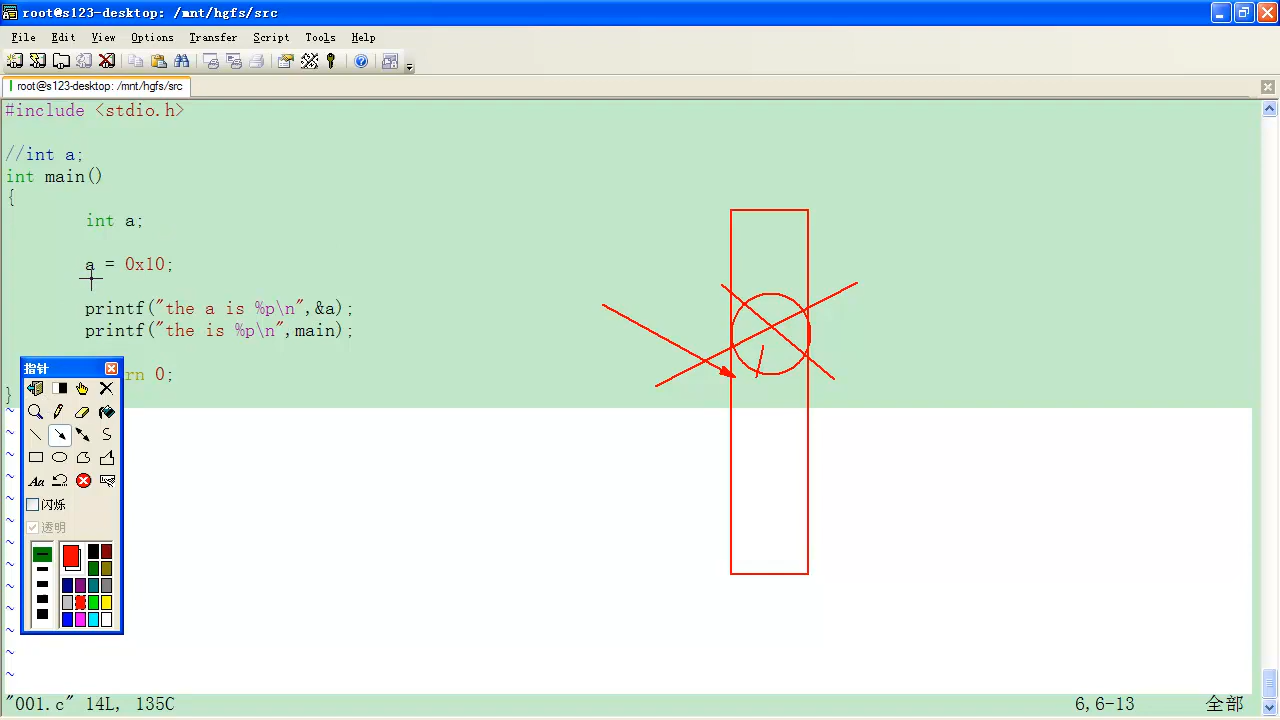 root@s123-desktop: /mnt/hgfs/src
File Edit View Options Transfer Script Tools Help
root@s123-desktop: /mnt/hgfs/src
#include <stdio.h>
//int a;
int main()
{
int a;
a = 0x10;
printf("the a is %p\n",&a);
printf("the is %p\n",main);
rn 0;
}
~
~
~
~
~
~
~
~
~
~
~
~
~
指针
Aa
闪烁
透明
"001.c" 14L, 135C 6,6-13 全部